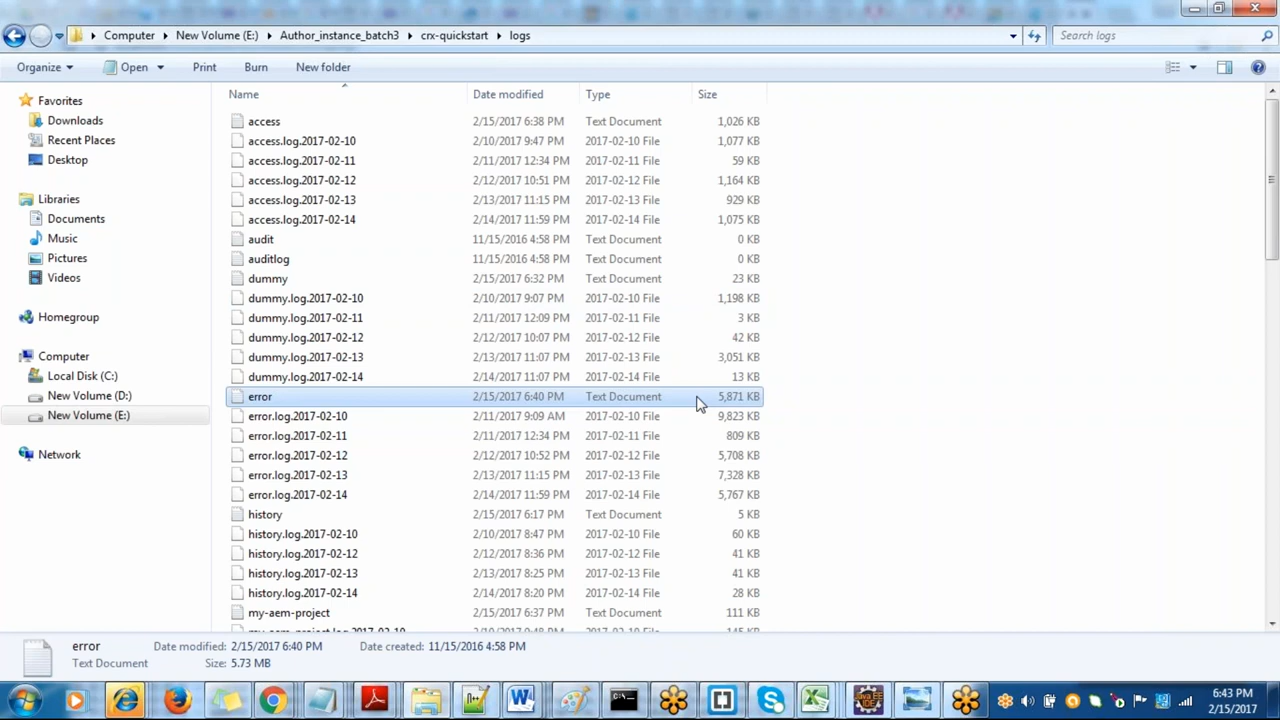 Computer New Volume (E:) Author_instance_batch3 crx-quickstart logs Search logs
Organize Open Print Burn New folder
Name Date modified Type Size
Favorites
Downloads
Recent Places
Desktop
Libraries
Documents
Music
Pictures
Videos
Homegroup
Computer
Local Disk (C:)
New Volume (D:)
New Volume (E:)
Network
access 2/15/2017 6:38 PM Text Document 1,026 KB
access.log.2017-02-10 2/10/2017 9:47 PM 2017-02-10 File 1,077 KB
access.log.2017-02-11 2/11/2017 12:34 PM 2017-02-11 File 59 KB
access.log.2017-02-12 2/12/2017 10:51 PM 2017-02-12 File 1,164 KB
access.log.2017-02-13 2/13/2017 11:15 PM 2017-02-13 File 929 KB
access.log.2017-02-14 2/14/2017 11:59 PM 2017-02-14 File 1,075 KB
audit 11/15/2016 4:58 PM Text Document 0 KB
auditlog 11/15/2016 4:58 PM Text Document 0 KB
dummy 2/15/2017 6:32 PM Text Document 23 KB
dummy.log.2017-02-10 2/10/2017 9:07 PM 2017-02-10 File 1,198 KB
dummy.log.2017-02-11 2/11/2017 12:09 PM 2017-02-11 File 3 KB
dummy.log.2017-02-12 2/12/2017 10:07 PM 2017-02-12 File 42 KB
dummy.log.2017-02-13 2/13/2017 11:07 PM 2017-02-13 File 3,051 KB
dummy.log.2017-02-14 2/14/2017 11:07 PM 2017-02-14 File 13 KB
error 2/15/2017 6:40 PM Text Document 5,871 KB
error.log.2017-02-10 2/11/2017 9:09 AM 2017-02-10 File 9,823 KB
error.log.2017-02-11 2/11/2017 12:34 PM 2017-02-11 File 809 KB
error.log.2017-02-12 2/12/2017 10:52 PM 2017-02-12 File 5,708 KB
error.log.2017-02-13 2/13/2017 11:15 PM 2017-02-13 File 7,328 KB
error.log.2017-02-14 2/14/2017 11:59 PM 2017-02-14 File 5,767 KB
history 2/15/2017 6:17 PM Text Document 5 KB
history.log.2017-02-10 2/10/2017 8:47 PM 2017-02-10 File 60 KB
history.log.2017-02-12 2/12/2017 8:36 PM 2017-02-12 File 41 KB
history.log.2017-02-13 2/13/2017 8:25 PM 2017-02-13 File 41 KB
history.log.2017-02-14 2/14/2017 8:20 PM 2017-02-14 File 28 KB
my-aem-project 2/15/2017 6:37 PM Text Document 111 KB
my-aem-project.log.2017-02-10 2/10/2017 9:48 PM 2017-02-10 File 145 KB
error Date modified: 2/15/2017 6:40 PM Date created: 11/15/2016 4:58 PM
Text Document Size: 5.73 MB
6:43 PM
2/15/2017